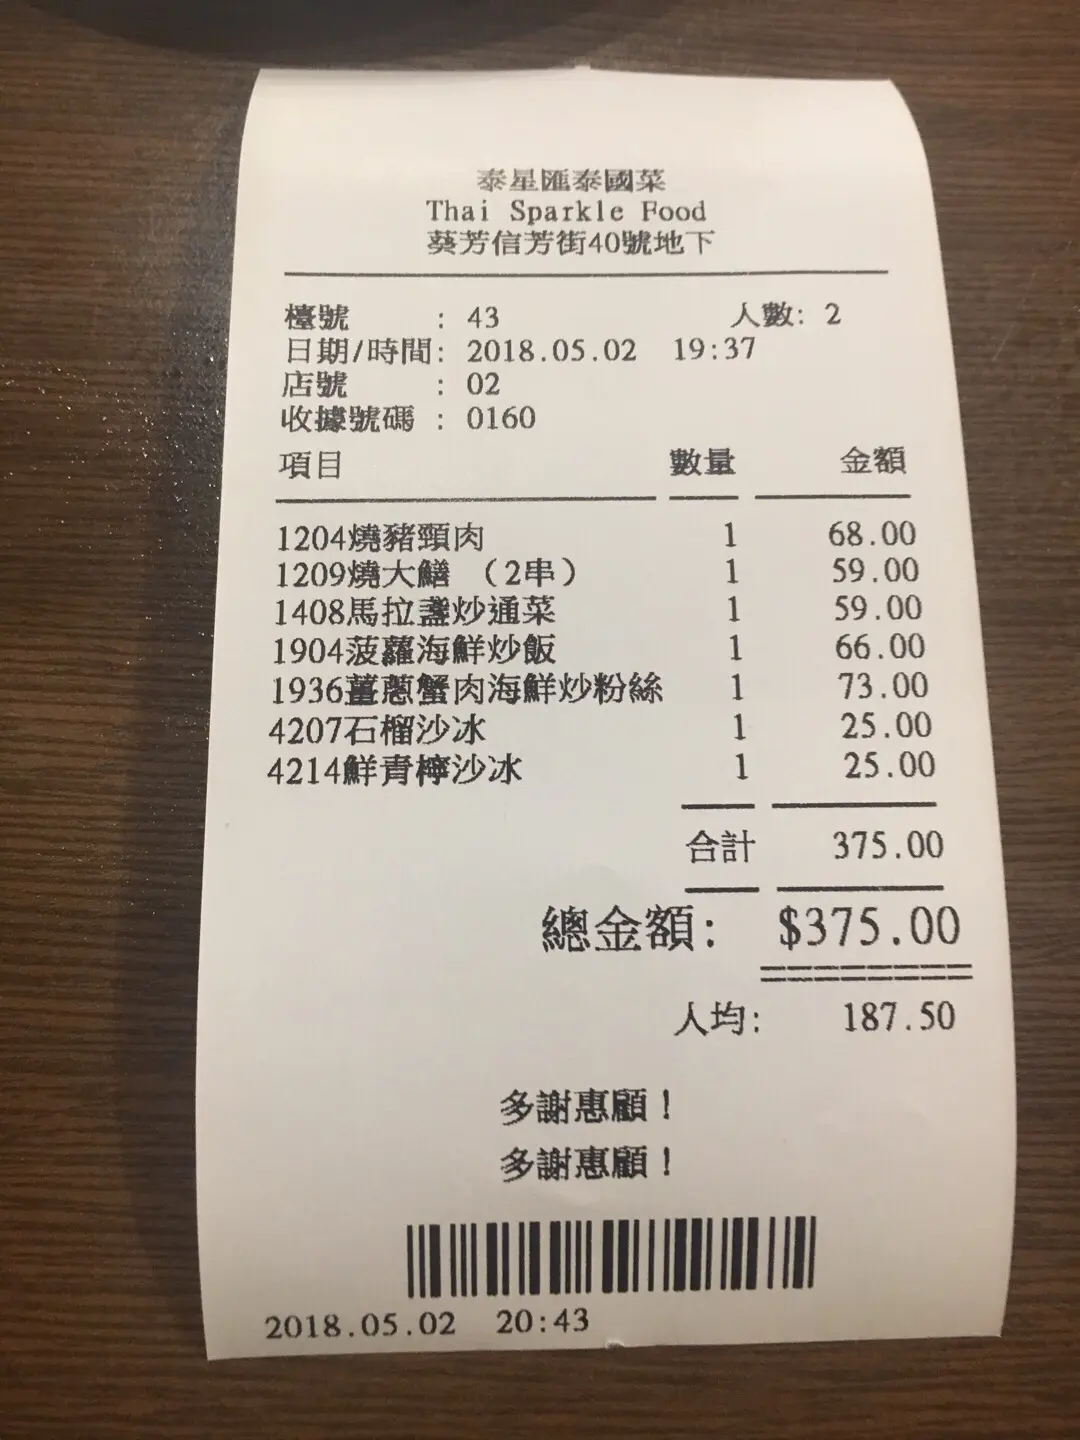 泰星匯泰國菜
Thai Sparkle Food
葵芳信芳街40號地下
檯號 : 43 人數: 2
日期/時間: 2018.05.02 19:37
店號 : 02
收據號碼 : 0160
項目 數量 金額
1204燒豬頸肉 1 68.00
1209燒大鱔 （2串） 1 59.00
1408馬拉盞炒通菜 1 59.00
1904菠蘿海鮮炒飯 1 66.00
1936薑蔥蟹肉海鮮炒粉絲 1 73.00
4207石榴沙冰 1 25.00
4214鮮青檸沙冰 1 25.00
合計 375.00
總金額: $375.00
人均: 187.50
多謝惠顧！
多謝惠顧！
2018.05.02 20:43